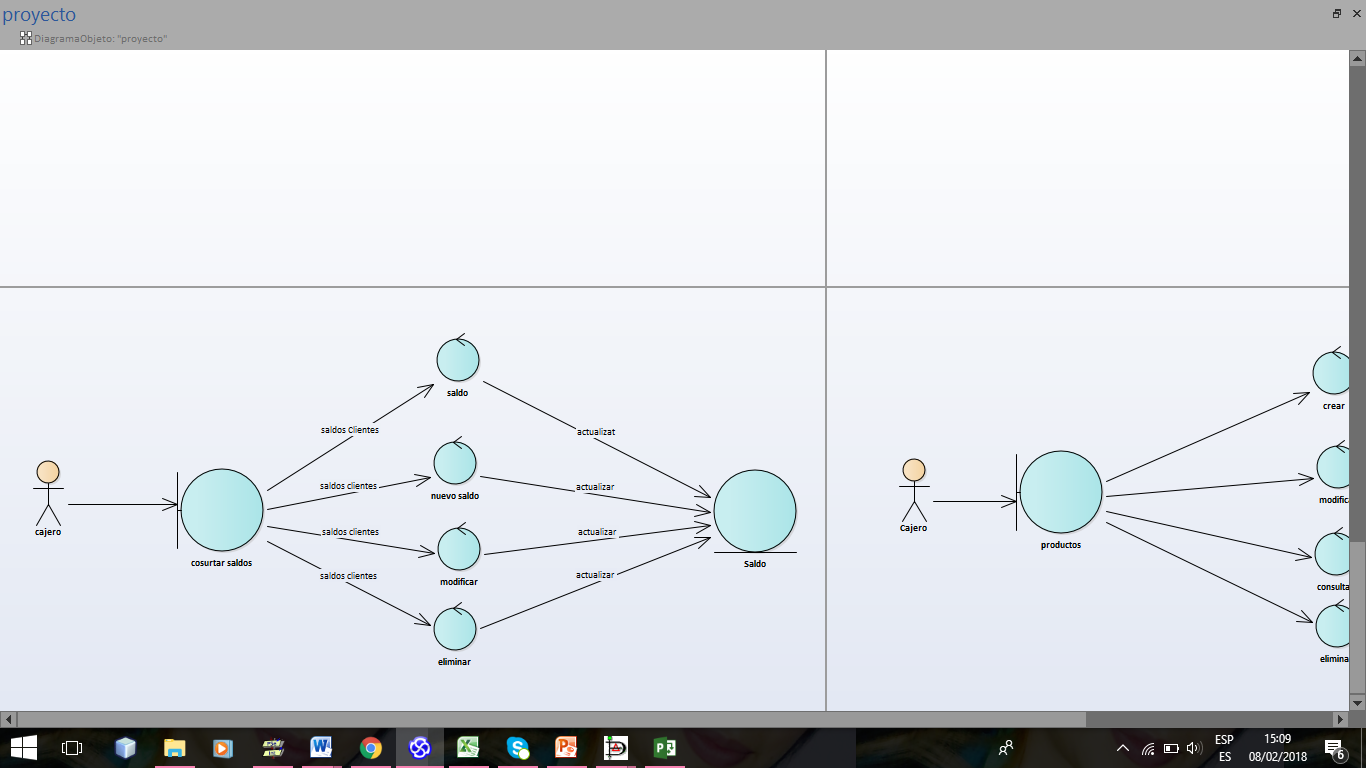 proyecto
DiagramaObjeto: "proyecto"
saldo
saldos Clientes
actualizat
nuevo saldo
saldos clientes
actualizar
cajero
cosurtar saldos
saldos clientes
actualizar
modificar
Saldo
saldos clientes
actualizar
eliminar
crear
modifica
Cajero
productos
consulta
elimina
ESP
ES
15:09
08/02/2018
6